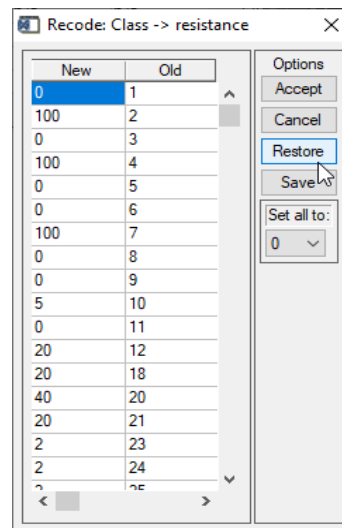 Recode: Class -> resistance
New Old
0 1
100 2
0 3
100 4
0 5
0 6
100 7
0 8
0 9
5 10
0 11
20 12
20 18
40 20
20 21
2 23
2 24
2 25
Options
Accept
Cancel
Restore
Save
Set all to:
0